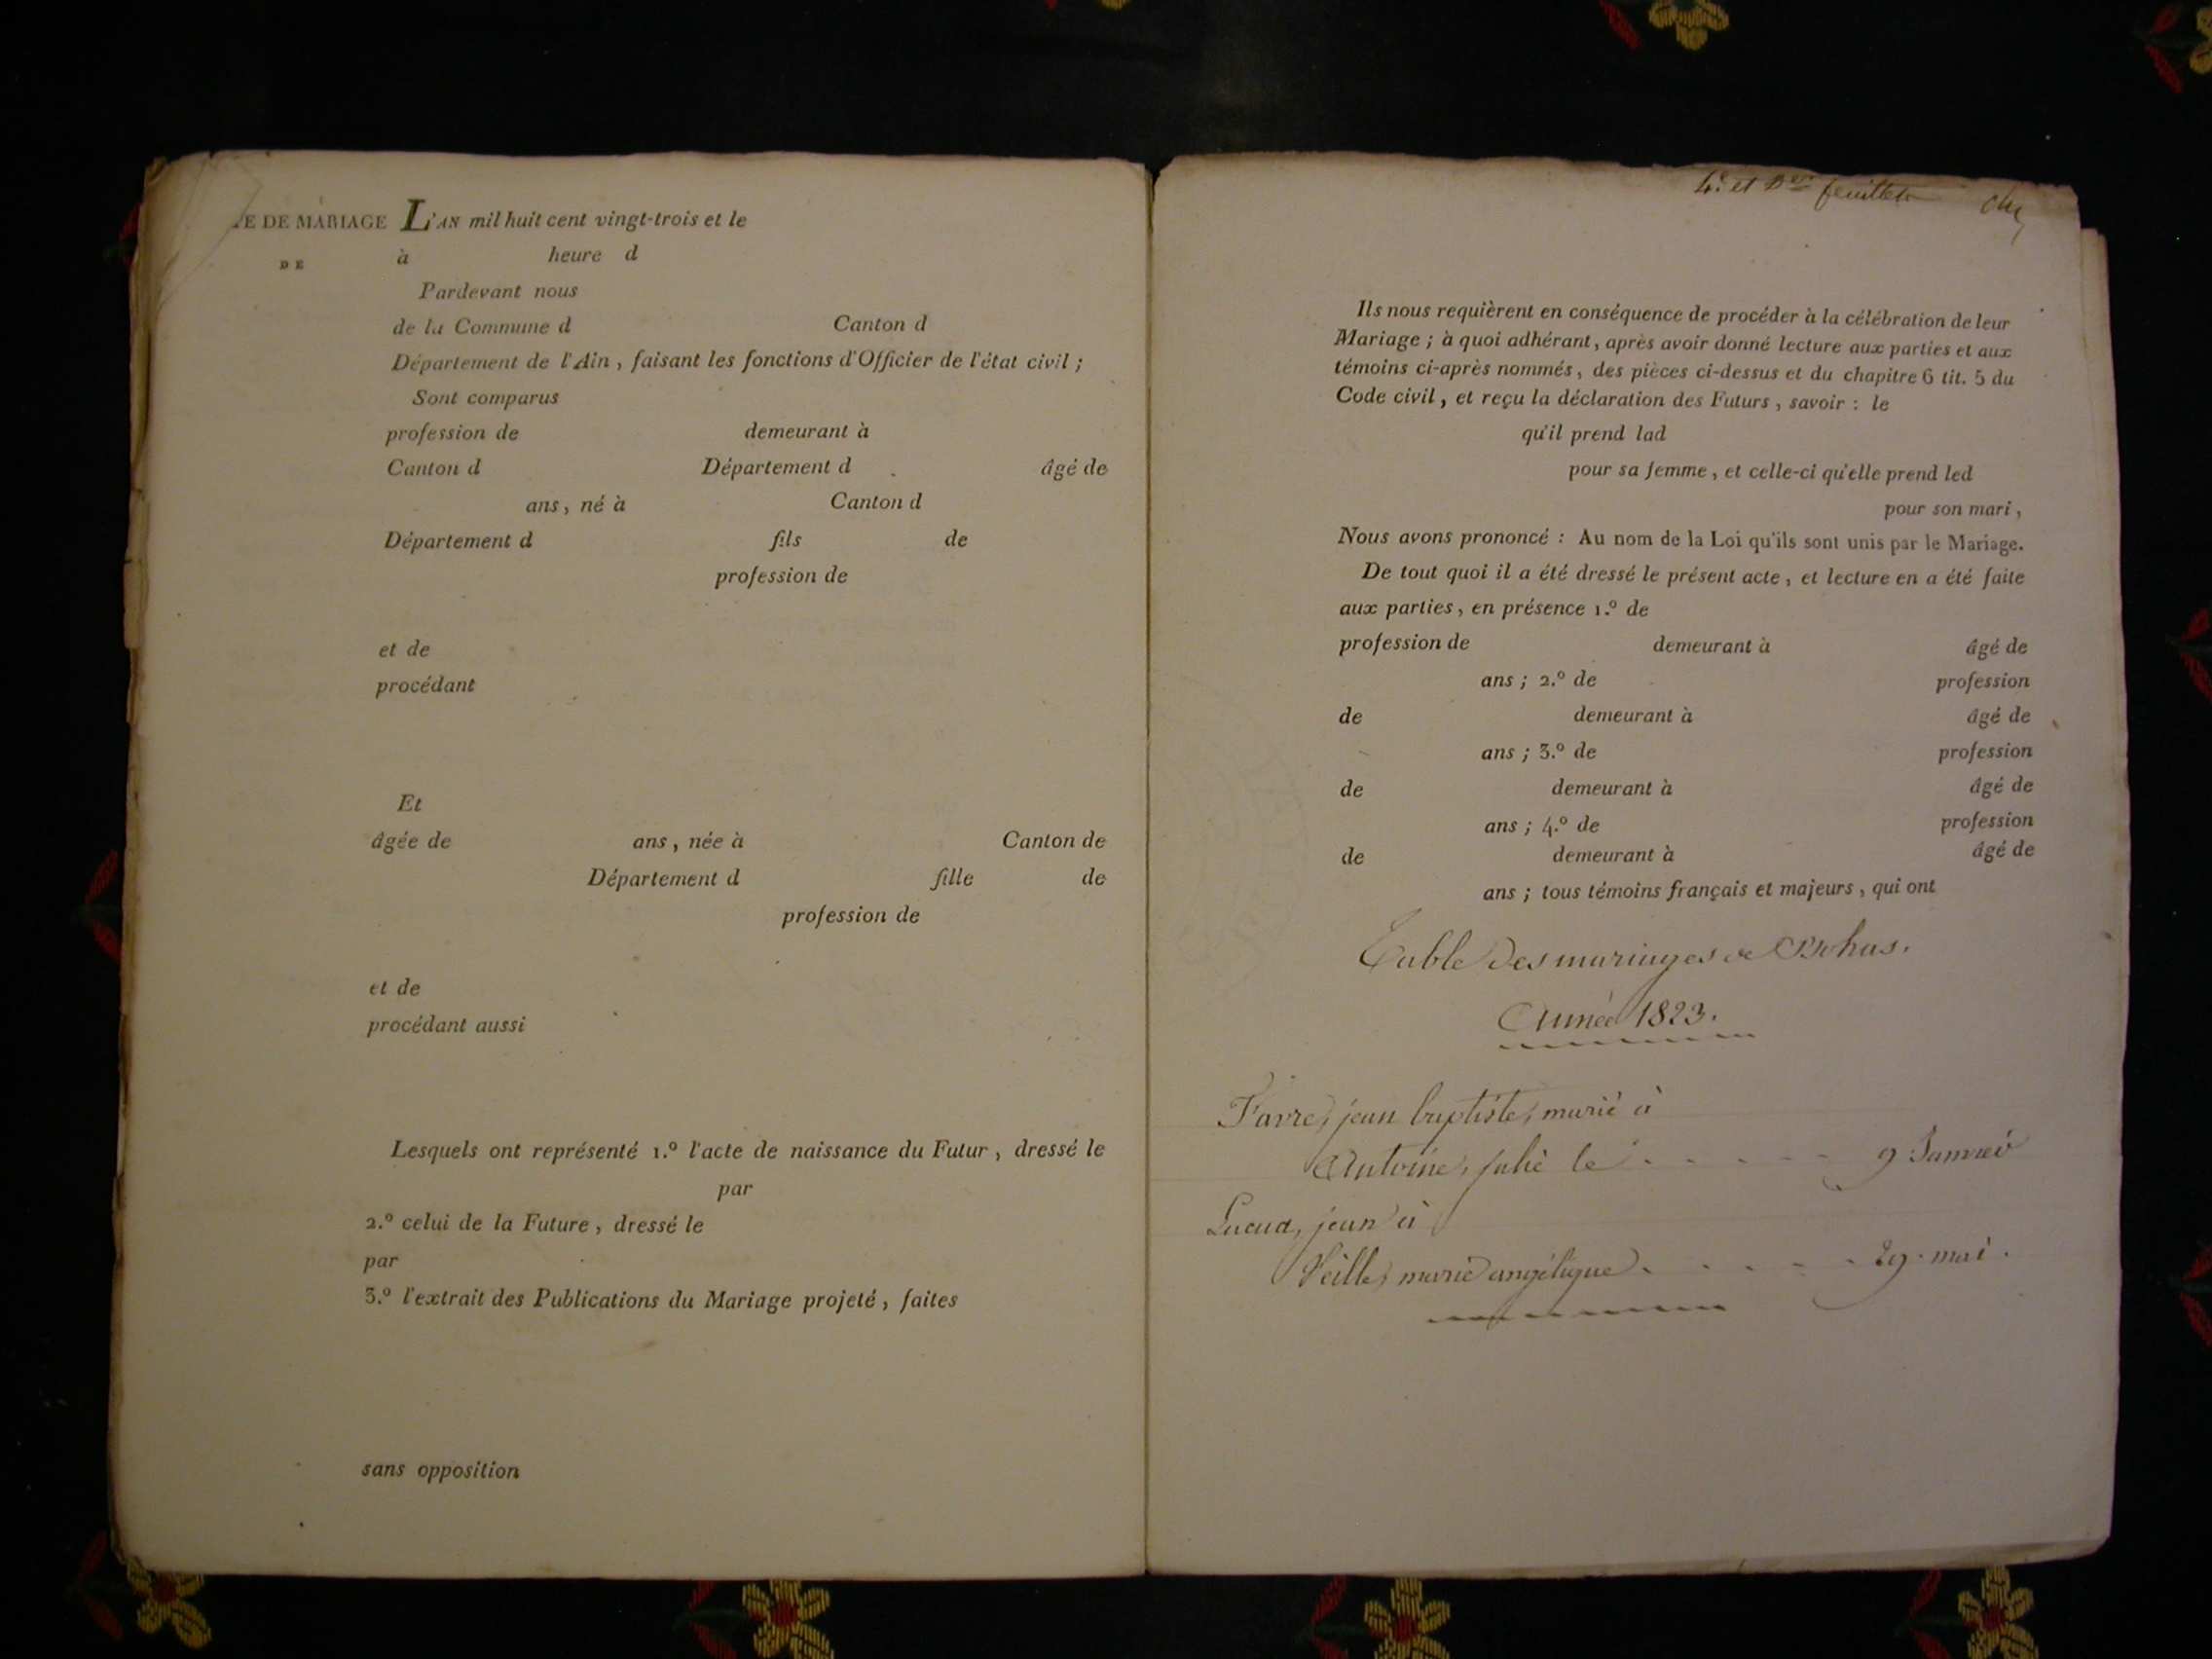 E DE MARIAGE L'AN mil huit cent vingt-trois et le
DE à heure d
Pardevant nous
de la Commune d Canton d
Département de l'Ain, faisant les fonctions d'Officier de l'état civil ;
Sont comparus
profession de demeurant à
Canton d Département d âgé de
ans, né à Canton d
Département d fils de
profession de
et de
procédant
Et
âgée de ans, née à Canton de
Département d fille de
profession de
et de
procédant aussi
Lesquels ont représenté 1.º l'acte de naissance du Futur, dressé le
par
2.º celui de la Future, dressé le
par
3.º l'extrait des Publications du Mariage projeté, faites
sans opposition
4.e et Der feuillet
Ils nous requièrent en conséquence de procéder à la célébration de leur
Mariage ; à quoi adhérant, après avoir donné lecture aux parties et aux
témoins ci-après nommés, des pièces ci-dessus et du chapitre 6 tit. 5 du
Code civil, et reçu la déclaration des Futurs, savoir : le
qu'il prend lad
pour sa femme, et celle-ci qu'elle prend led
pour son mari,
Nous avons prononcé : Au nom de la Loi qu'ils sont unis par le Mariage.
De tout quoi il a été dressé le présent acte, et lecture en a été faite
aux parties, en présence 1.º de
profession de demeurant à âgé de
ans ; 2.º de profession
de demeurant à âgé de
ans ; 3.º de profession
de demeurant à âgé de
ans ; 4.º de profession
de demeurant à âgé de
ans ; tous témoins français et majeurs, qui ont
Table des mariages de Bohas.
Année 1823.
Favre, jean baptiste, marié à
Antoine, julie le . . . . . 9 Janvier
jean à
marie angélique . . . . . 29 mai.